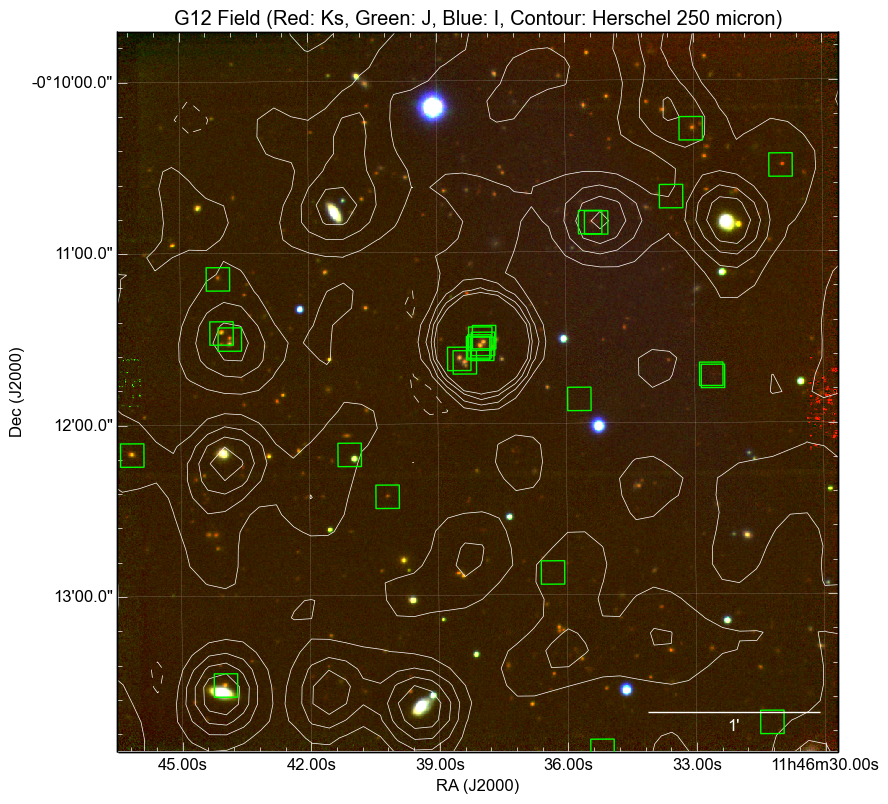 G12 Field (Red: Ks, Green: J, Blue: I, Contour: Herschel 250 micron)
-0°10'00.0"
11'00.0"
12'00.0"
13'00.0"
Dec (J2000)
1'
45.00s 42.00s 39.00s 36.00s 33.00s 11h46m30.00s
RA (J2000)